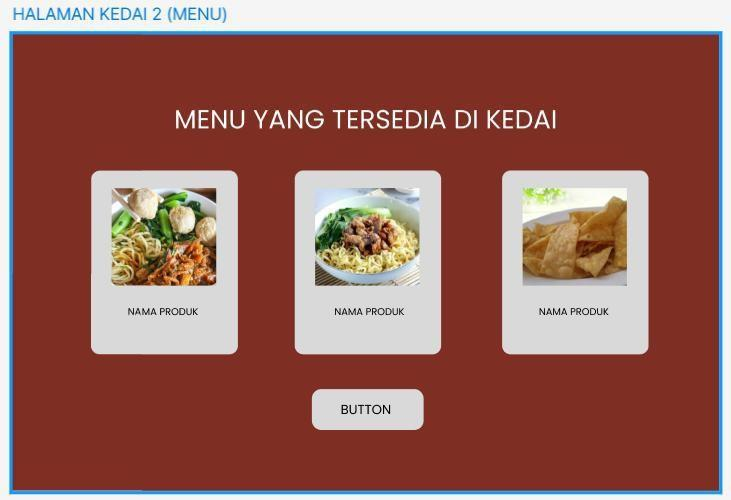 HALAMAN KEDAI 2 (MENU)
MENU YANG TERSEDIA DI KEDAI
NAMA PRODUK
NAMA PRODUK
NAMA PRODUK
BUTTON